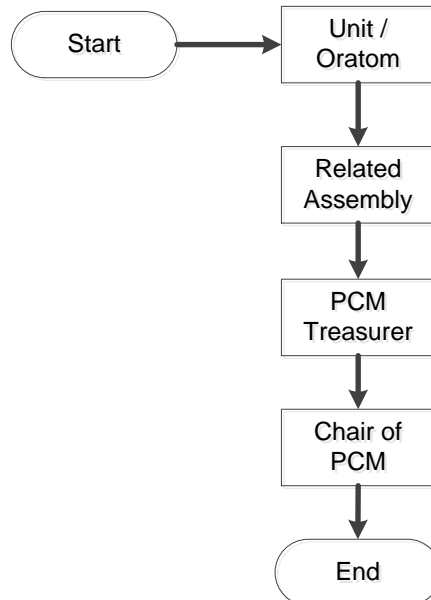 Start
Unit /
Oratom
Related
Assembly
PCM
Treasurer
Chair of
PCM
End